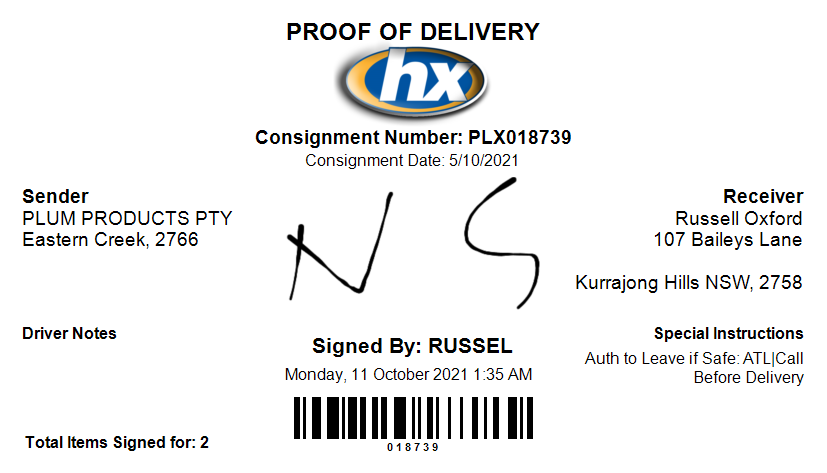 PROOF OF DELIVERY
hx
Consignment Number: PLX018739
Consignment Date: 5/10/2021
Sender
PLUM PRODUCTS PTY
Eastern Creek, 2766
N S
Receiver
Russell Oxford
107 Baileys Lane
Kurrajong Hills NSW, 2758
Driver Notes
Signed By: RUSSEL
Monday, 11 October 2021 1:35 AM
Special Instructions
Auth to Leave if Safe: ATL|Call
Before Delivery
Total Items Signed for: 2
018739